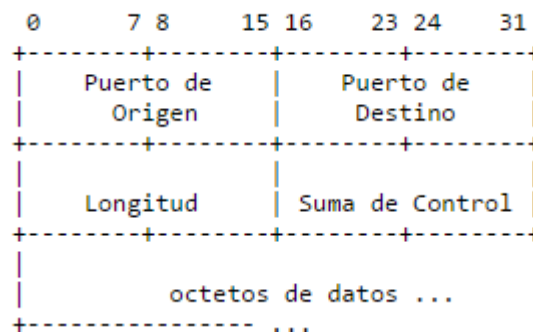 0 7 8 15 16 23 24 31
Puerto de Puerto de
Origen Destino
Longitud Suma de Control
octetos de datos ...
...